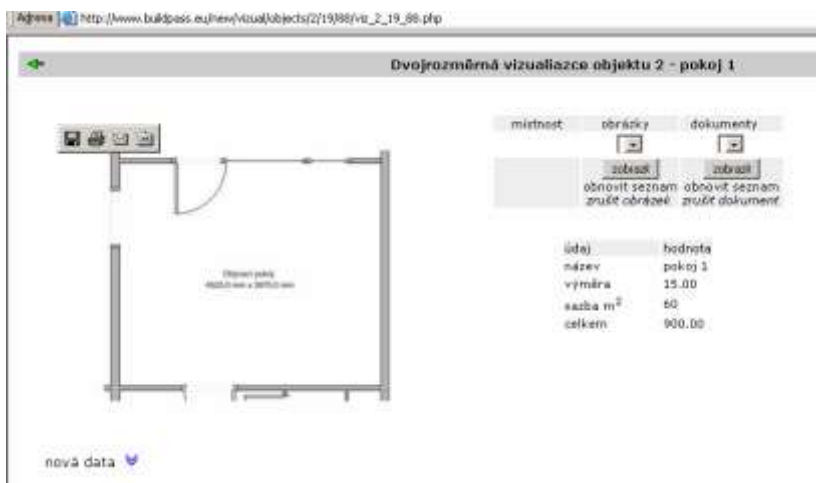 Adresa http://www.buildpass.eu/new/vizual/objects/2/19/88/viz_2_19_88.php
Dvojrozměrná vizualiazce objektu 2 - pokoj 1
místnost obrázky dokumenty
zobrazit zobrazit
obnovit seznam obnovit seznam
zrušit obrázek zrušit dokument
údaj hodnota
název pokoj 1
výměra 15.00
sazba m² 60
celkem 900.00
pokoj
nová data